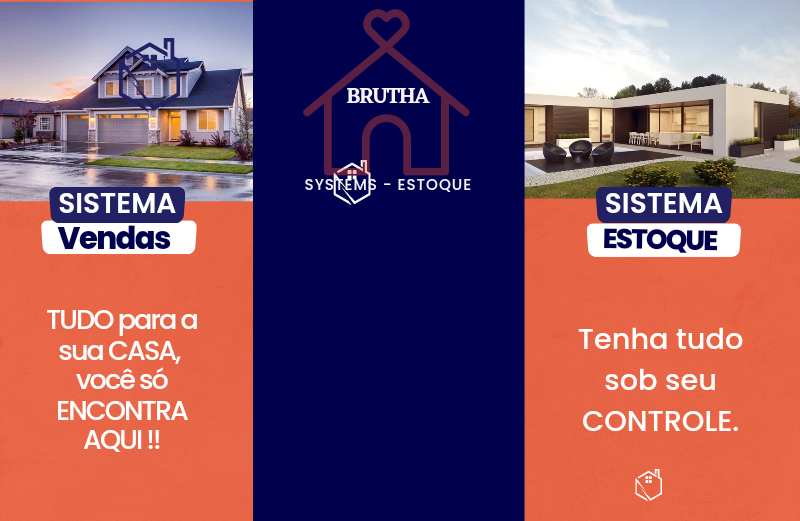 SISTEMA
Vendas
TUDO para a
sua CASA,
você só
ENCONTRA
AQUI !!
BRUTHA
SYSTEMS - ESTOQUE
SISTEMA
ESTOQUE
Tenha tudo
sob seu
CONTROLE.